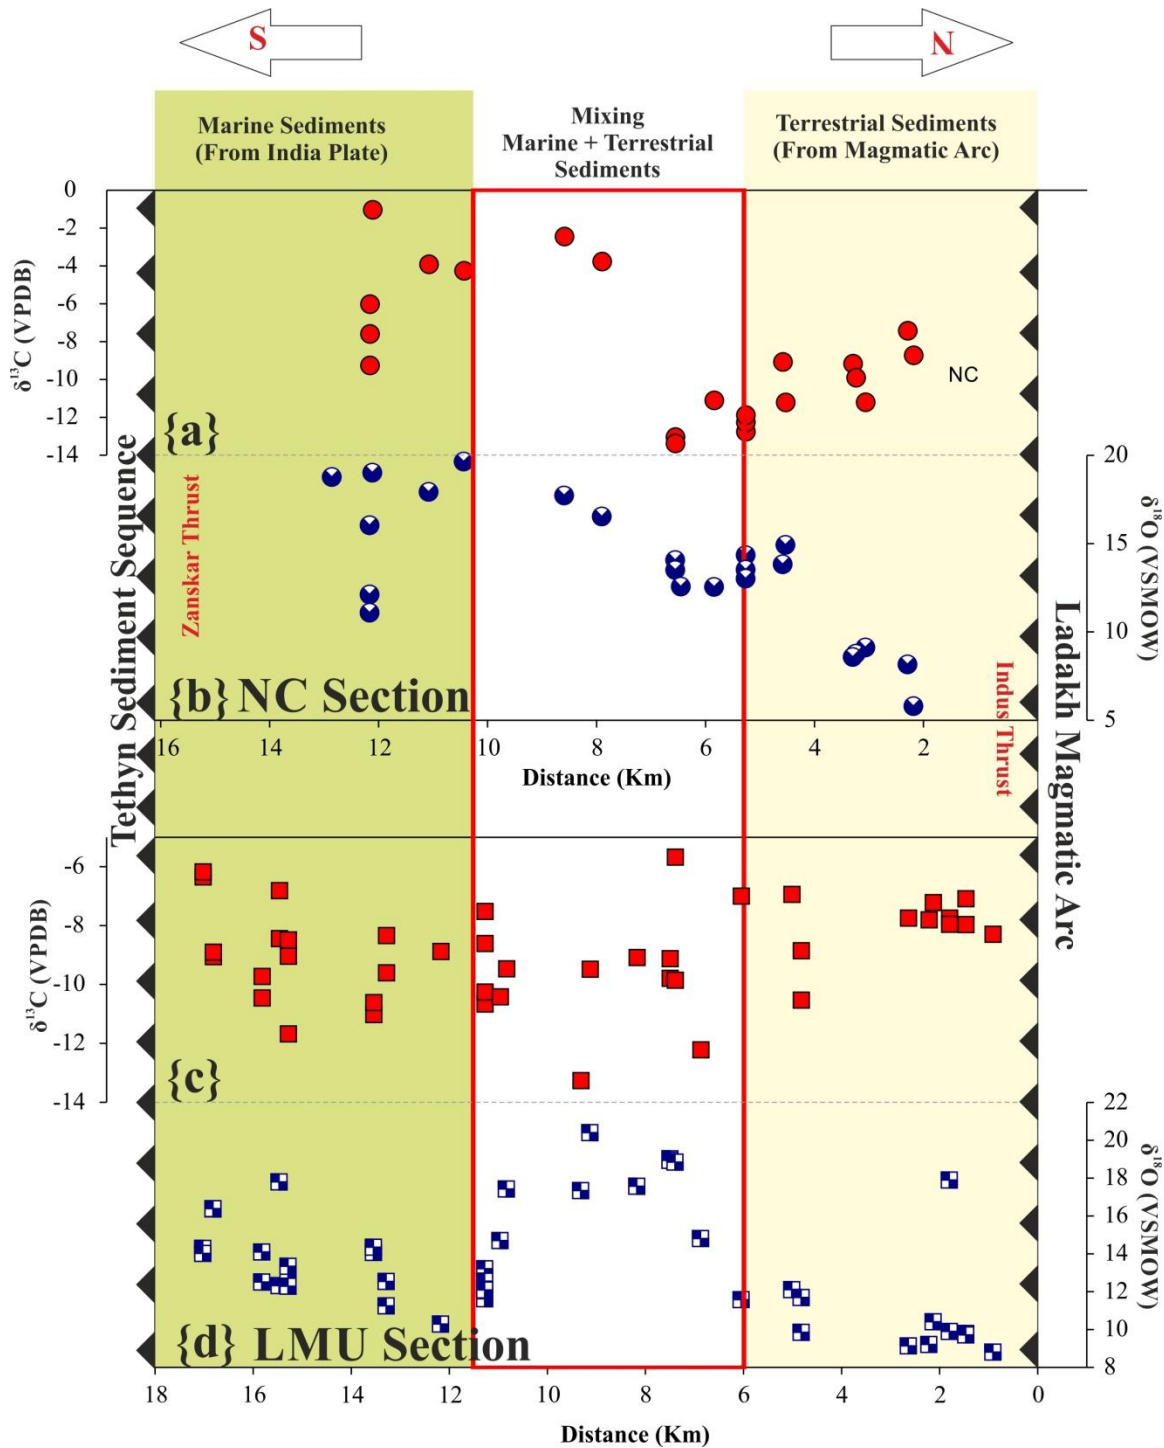 S
N
Marine Sediments
(From India Plate)
Mixing
Marine + Terrestrial
Sediments
Terrestrial Sediments
(From Magmatic Arc)
0
-2
-4
-6
-8
-10
-12
-14
δ¹³C (VPDB)
NC
{a}
20
15
10
5
δ¹⁸O (VSMOW)
Zanskar Thrust
Tethyn Sediment Sequence
{b} NC Section
Indus Thrust
Ladakh Magmatic Arc
16 14 12 10 8 6 4 2
Distance (Km)
-6
-8
-10
-12
-14
δ¹³C (VPDB)
{c}
22
20
18
16
14
12
10
8
δ¹⁸O (VSMOW)
{d} LMU Section
18 16 14 12 10 8 6 4 2 0
Distance (Km)